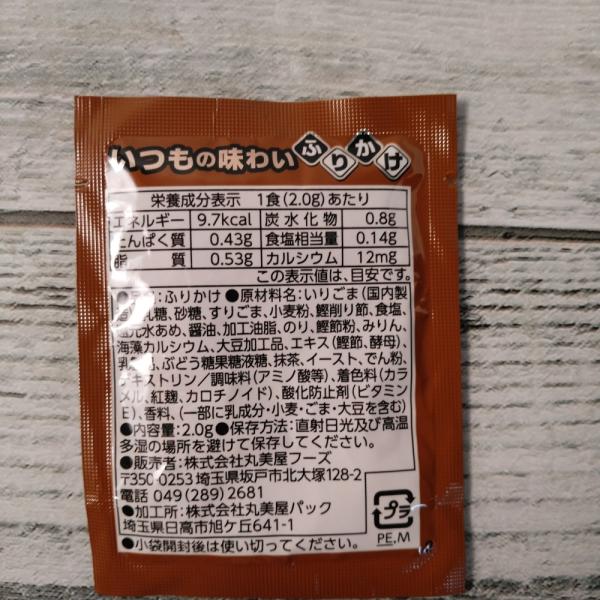 いつもの味わい ふりかけ
栄養成分表示 1食(2.0g)あたり
エネルギー 9.7kcal 炭水化物 0.8g
たんぱく質 0.43g 食塩相当量 0.14g
脂質 0.53g カルシウム 12mg
この表示値は、目安です。
ふりかけ ●原材料名:いりごま(国内製
乳糖、砂糖、すりごま、小麦粉、鰹削り節、食塩、
水あめ、醤油、加工油脂、のり、鰹節粉、みりん、
海藻カルシウム、大豆加工品、エキス(鰹節、酵母)、
ぶどう糖果糖液糖、抹茶、イースト、でん粉、
デキストリン/調味料(アミノ酸等)、着色料(カラ
メル、紅麹、カロチノイド)、酸化防止剤(ビタミン
E)、香料、(一部に乳成分・小麦・ごま・大豆を含む)
●内容量:2.0g●保存方法:直射日光及び高温
多湿の場所を避けて保存してください。
●販売者:株式会社丸美屋フーズ
〒350-0253 埼玉県坂戸市北大塚128-2
電話 049(289)2681
●加工所:株式会社丸美屋パック
埼玉県日高市旭ケ丘641-1
●小袋開封後は使い切ってください。
プラ
PE,M